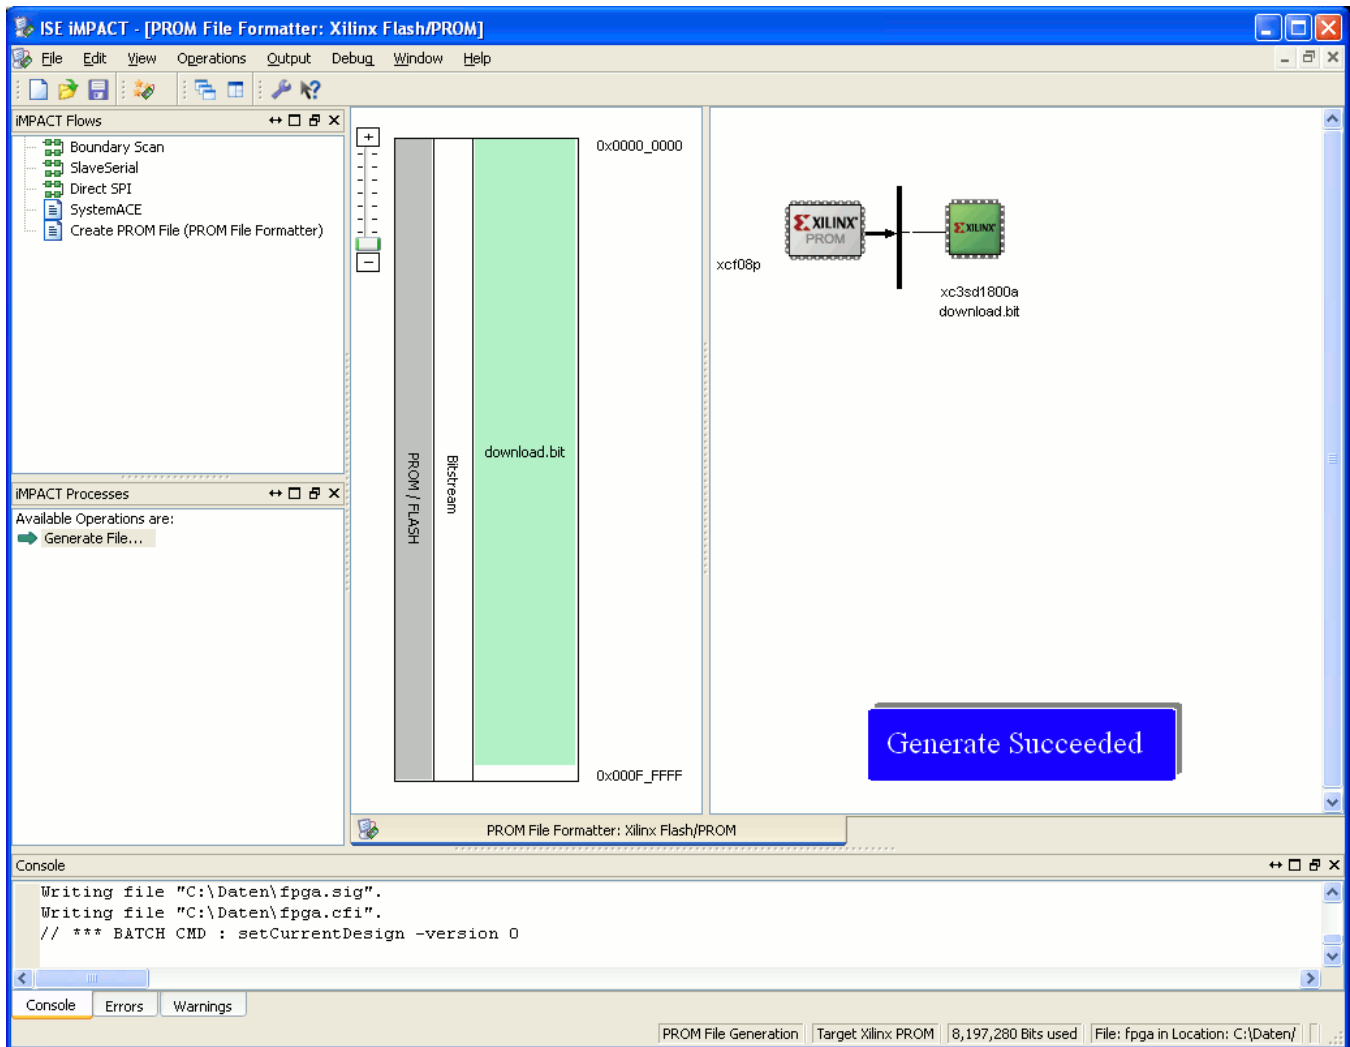 ISE iMPACT - [PROM File Formatter: Xilinx Flash/PROM]
File Edit View Operations Output Debug Window Help
iMPACT Flows
Boundary Scan
SlaveSerial
Direct SPI
SystemACE
Create PROM File (PROM File Formatter)
iMPACT Processes
Available Operations are:
Generate File...
0x0000_0000
PROM / FLASH
Bitstream
download.bit
0x000F_FFFF
XILINX
PROM
xcf08p
XILINX
xc3sd1800a
download.bit
Generate Succeeded
PROM File Formatter: Xilinx Flash/PROM
Console
Writing file "C:\Daten\fpga.sig".
Writing file "C:\Daten\fpga.cfi".
// *** BATCH CMD : setCurrentDesign -version 0
Console Errors Warnings
PROM File Generation Target Xilinx PROM 8,197,280 Bits used File: fpga in Location: C:\Daten/